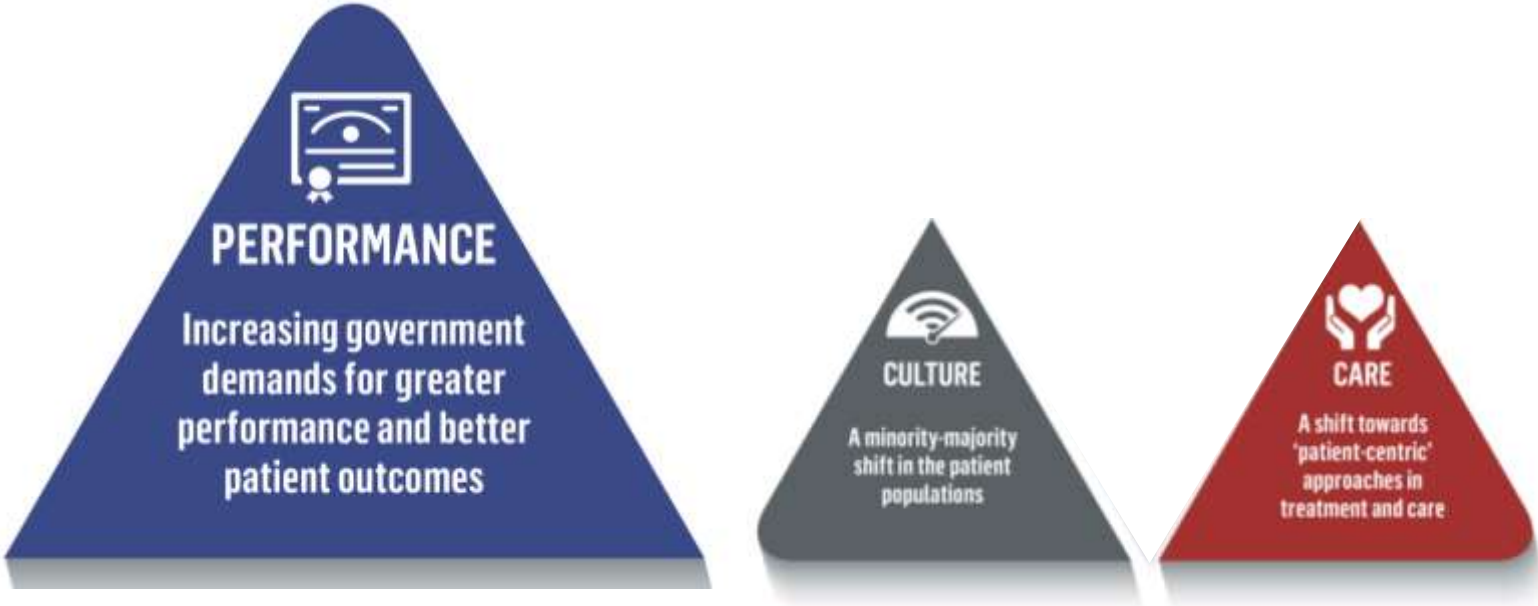 PERFORMANCE
Increasing government
demands for greater
performance and better
patient outcomes
CULTURE
A minority-majority
shift in the patient
populations
CARE
A shift towards
'patient-centric'
approaches in
treatment and care